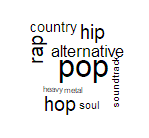 country hip
rap
alternative
pop
soundtrack
heavy metal
hop soul